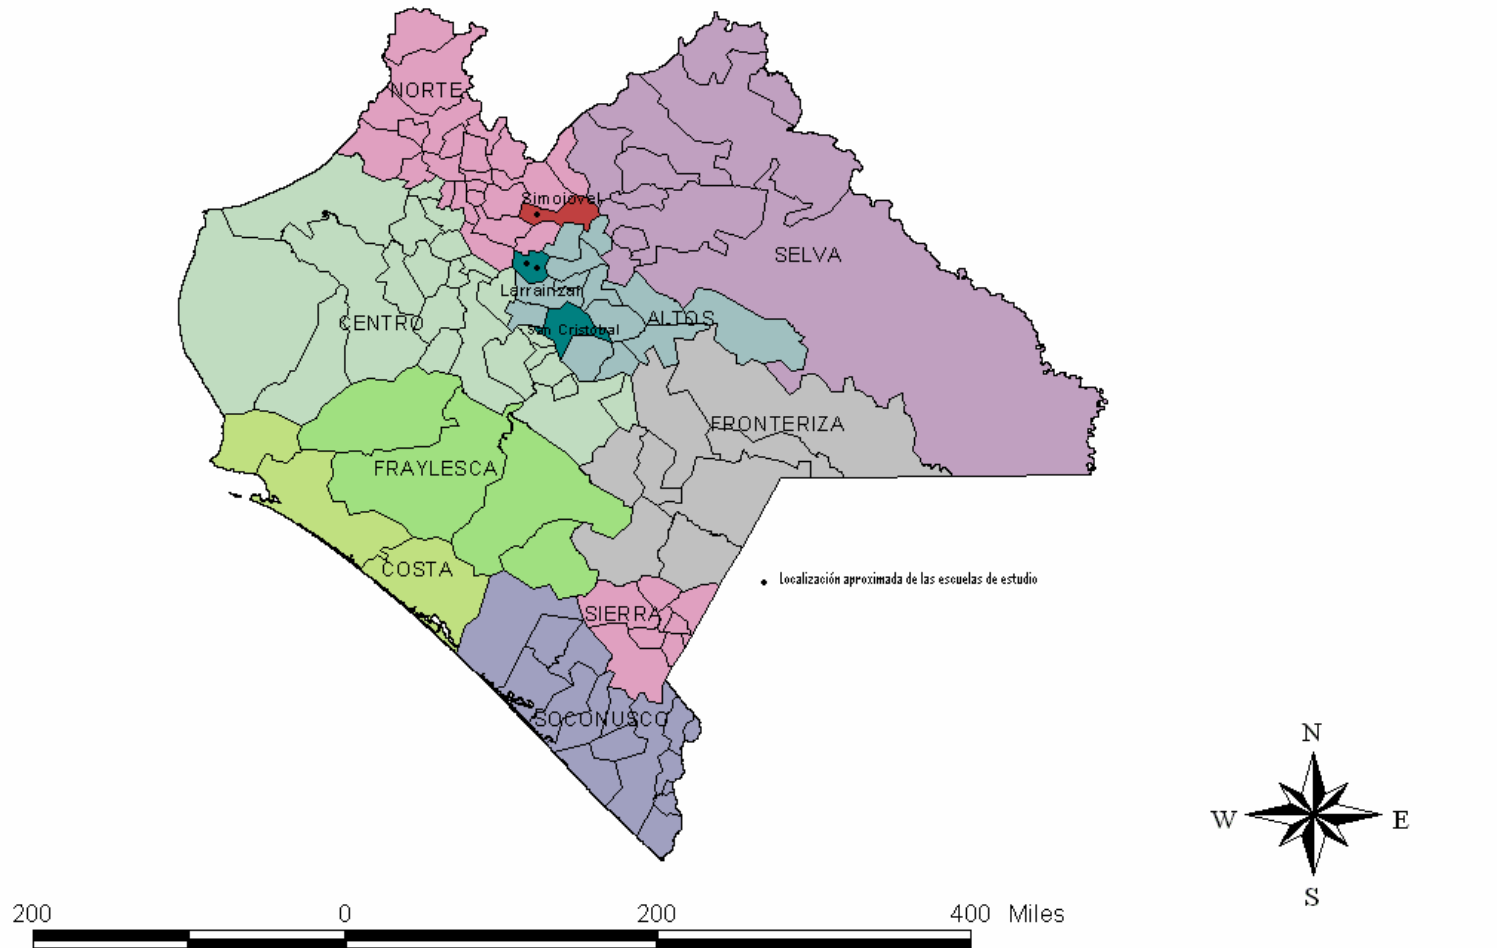 NORTE
Simojovel
SELVA
Larrainzar
ALTOS
CENTRO
San Cristobal
FRONTERIZA
FRAYLESCA
COSTA
Localización aproximada de las escuelas de estudio
SIERRA
SOCONUSCO
N
W E
S
200 0 200 400 Miles